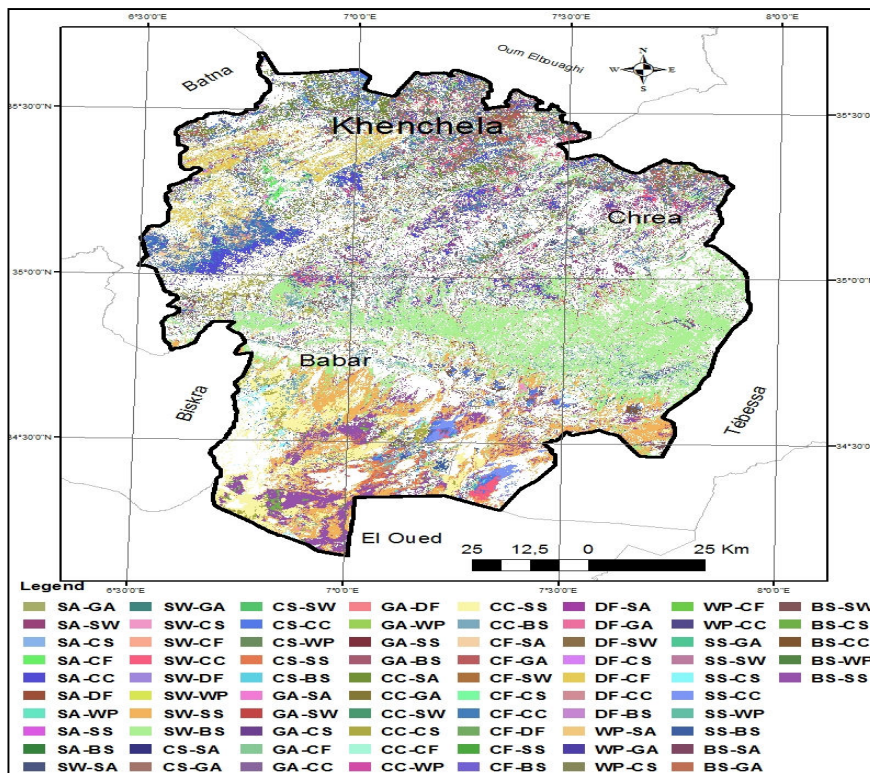 6°3'0"E 7°0'0"E 7°3'0"E 8°0'0"E
Batna
Oum Elbouaghi
N
W E
S
35°30'0"N 35°30'0"N
Khenchela
Chrea
35°0'0"N 35°0'0"N
Babar
Biskra
Tébessa
34°30'0"N 34°30'0"N
El Oued
25 12,5 0 25 Km
6°3'0"E 7°0'0"E 7°3'0"E 8°0'0"E
Legend
SA-GA SW-GA CS-SW GA-DF CC-SS DF-SA WP-CF BS-SW
SA-SW SW-CS CS-CC GA-WP CC-BS DF-GA WP-CC BS-CS
SA-CS SW-CF CS-WP GA-SS CF-SA DF-SW SS-GA BS-CC
SA-CF SW-CC CS-SS GA-BS CF-GA DF-CS SS-SW BS-WP
SA-CC SW-DF CS-BS CC-SA CF-SW DF-CF SS-CS BS-SS
SA-DF SW-WP GA-SA CC-GA CF-CS DF-CC SS-CC
SA-WP SW-SS GA-SW CC-SW CF-CC DF-BS SS-WP
SA-SS SW-BS GA-CS CC-CS CF-DF WP-SA SS-BS
SA-BS CS-SA GA-CF CC-CF CF-SS WP-GA BS-SA
SW-SA CS-GA GA-CC CC-WP CF-BS WP-CS BS-GA